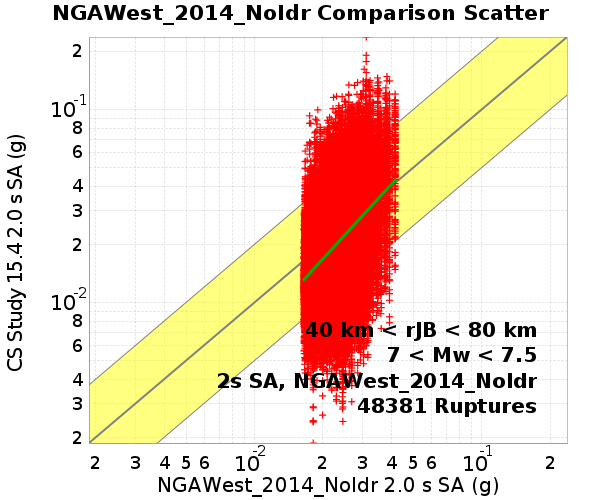 NGAWest_2014_NoIdr Comparison Scatter
2
10-1
8
6
4
3
2
10-2
8
6
4
3
2
CS Study 15.4 2.0 s SA (g)
40 km < rJB < 80 km
7 < Mw < 7.5
2s SA, NGAWest_2014_NoIdr
48381 Ruptures
2 3 4 5 6 10-2 2 3 4 5 6 10-1 2
NGAWest_2014_NoIdr 2.0 s SA (g)